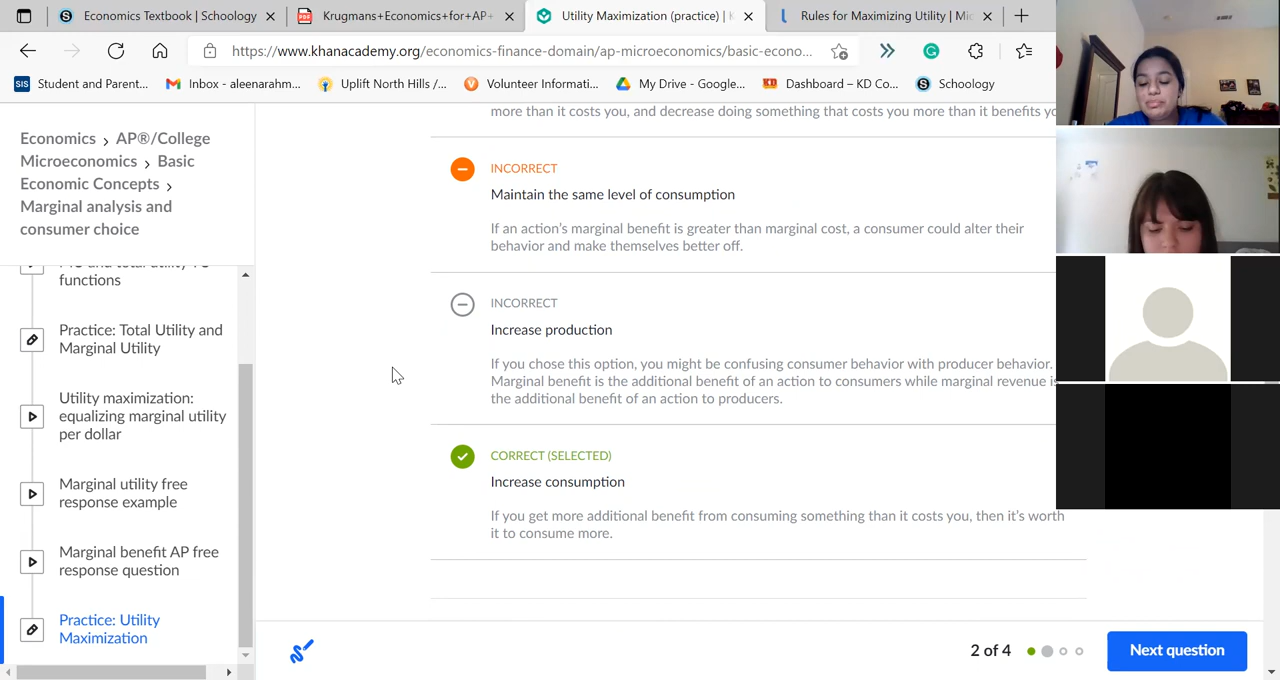 Economics Textbook | Schoology
Krugmans+Economics+for+AP+
Utility Maximization (practice) |
Rules for Maximizing Utility | Mic
https://www.khanacademy.org/economics-finance-domain/ap-microeconomics/basic-econo...
SIS Student and Parent...
Inbox - aleenarahm...
Uplift North Hills /...
Volunteer Informati...
My Drive - Google...
KD Dashboard – KD Co...
S Schoology
Economics › AP®/College
Microeconomics › Basic
Economic Concepts ›
Marginal analysis and
consumer choice
functions
Practice: Total Utility and
Marginal Utility
Utility maximization:
equalizing marginal utility
per dollar
Marginal utility free
response example
Marginal benefit AP free
response question
Practice: Utility
Maximization
more than it costs you, and decrease doing something that costs you more than it benefits
INCORRECT
Maintain the same level of consumption
If an action's marginal benefit is greater than marginal cost, a consumer could alter their
behavior and make themselves better off.
INCORRECT
Increase production
If you chose this option, you might be confusing consumer behavior with producer behavior.
Marginal benefit is the additional benefit of an action to consumers while marginal revenue is
the additional benefit of an action to producers.
CORRECT (SELECTED)
Increase consumption
If you get more additional benefit from consuming something than it costs you, then it's worth
it to consume more.
2 of 4
Next question